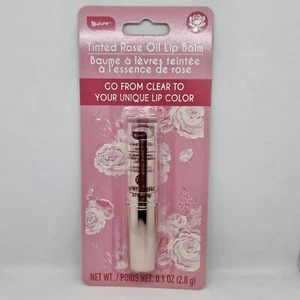 b.pure
Tinted Rose Oil Lip Balm
Baume à lèvres teintée
à l'essence de rose
GO FROM CLEAR TO
YOUR UNIQUE LIP COLOR
NET WT. / POIDS NET. 0.1 OZ (2.8 g)